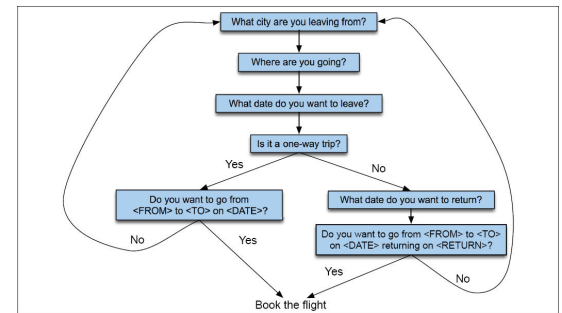 What city are you leaving from?
Where are you going?
What date do you want to leave?
Is it a one-way trip?
Yes
No
Do you want to go from
<FROM> to <TO> on <DATE>?
What date do you want to return?
Do you want to go from <FROM> to <TO>
on <DATE> returning on <RETURN>?
No
Yes
Yes
No
Book the flight